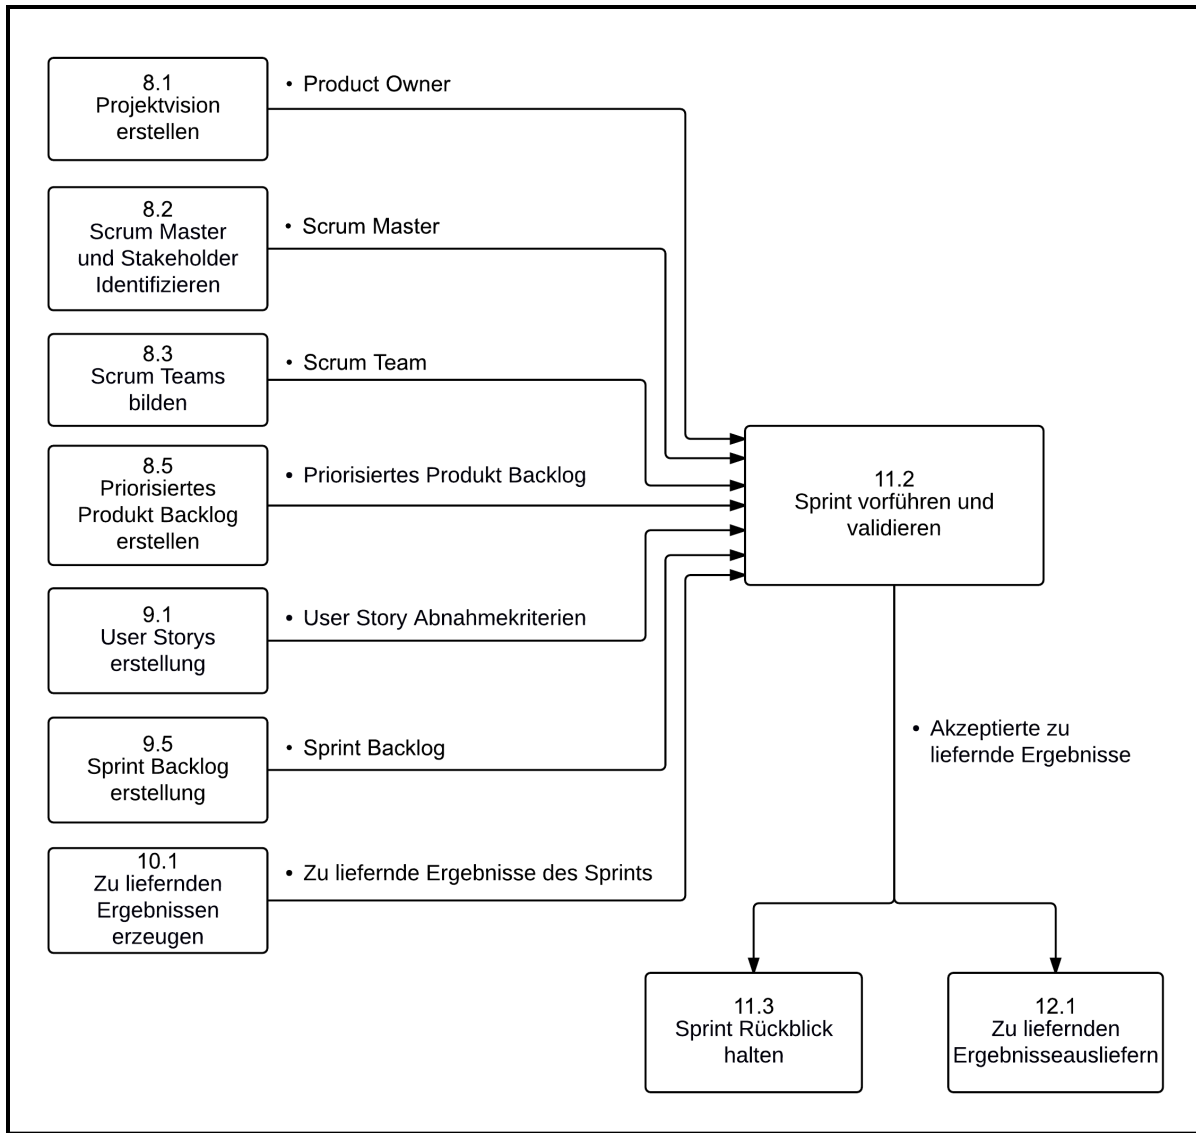 8.1
Projektvision
erstellen
• Product Owner
8.2
Scrum Master
und Stakeholder
Identifizieren
• Scrum Master
8.3
Scrum Teams
bilden
• Scrum Team
8.5
Priorisiertes
Produkt Backlog
erstellen
• Priorisiertes Produkt Backlog
11.2
Sprint vorführen und
validieren
9.1
User Storys
erstellung
• User Story Abnahmekriterien
9.5
Sprint Backlog
erstellung
• Sprint Backlog
• Akzeptierte zu
liefernde Ergebnisse
10.1
Zu liefernden
Ergebnissen
erzeugen
• Zu liefernde Ergebnisse des Sprints
11.3
Sprint Rückblick
halten
12.1
Zu liefernden
Ergebnisseausliefern